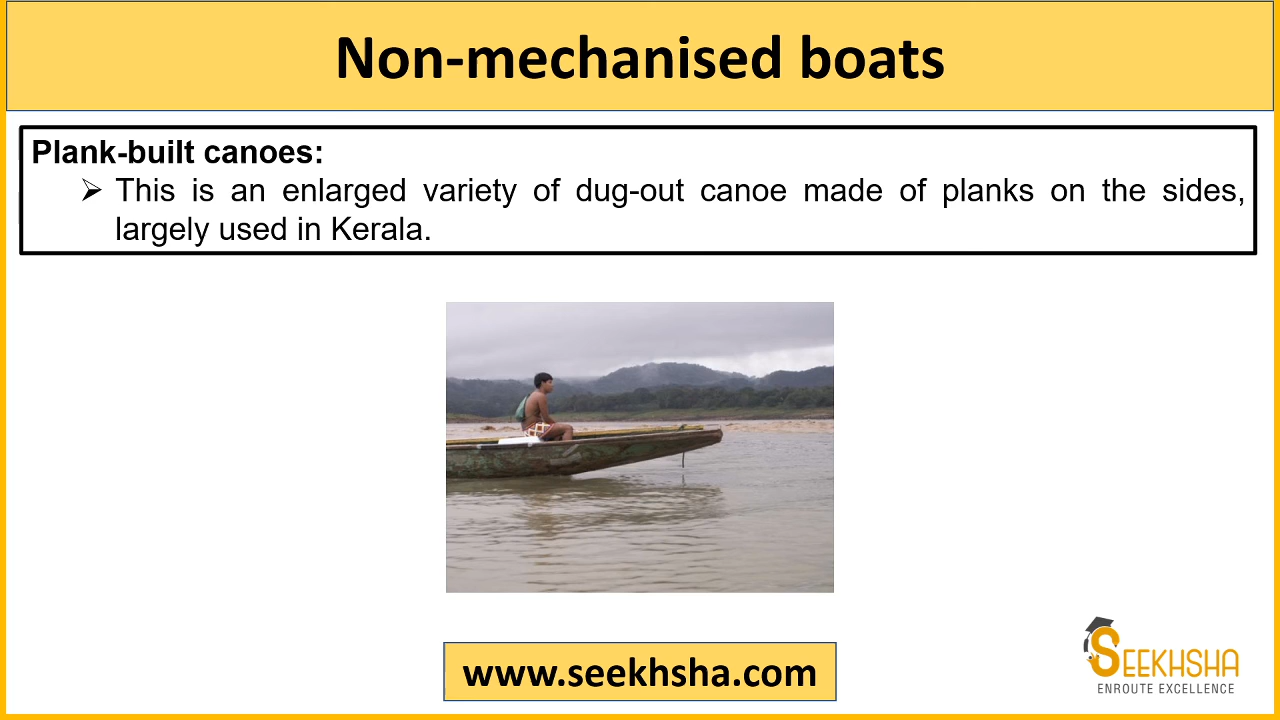 Non-mechanised boats
Plank-built canoes:
➢ This is an enlarged variety of dug-out canoe made of planks on the sides,
largely used in Kerala.
www.seekhsha.com
SEEKHSHA
ENROUTE EXCELLENCE